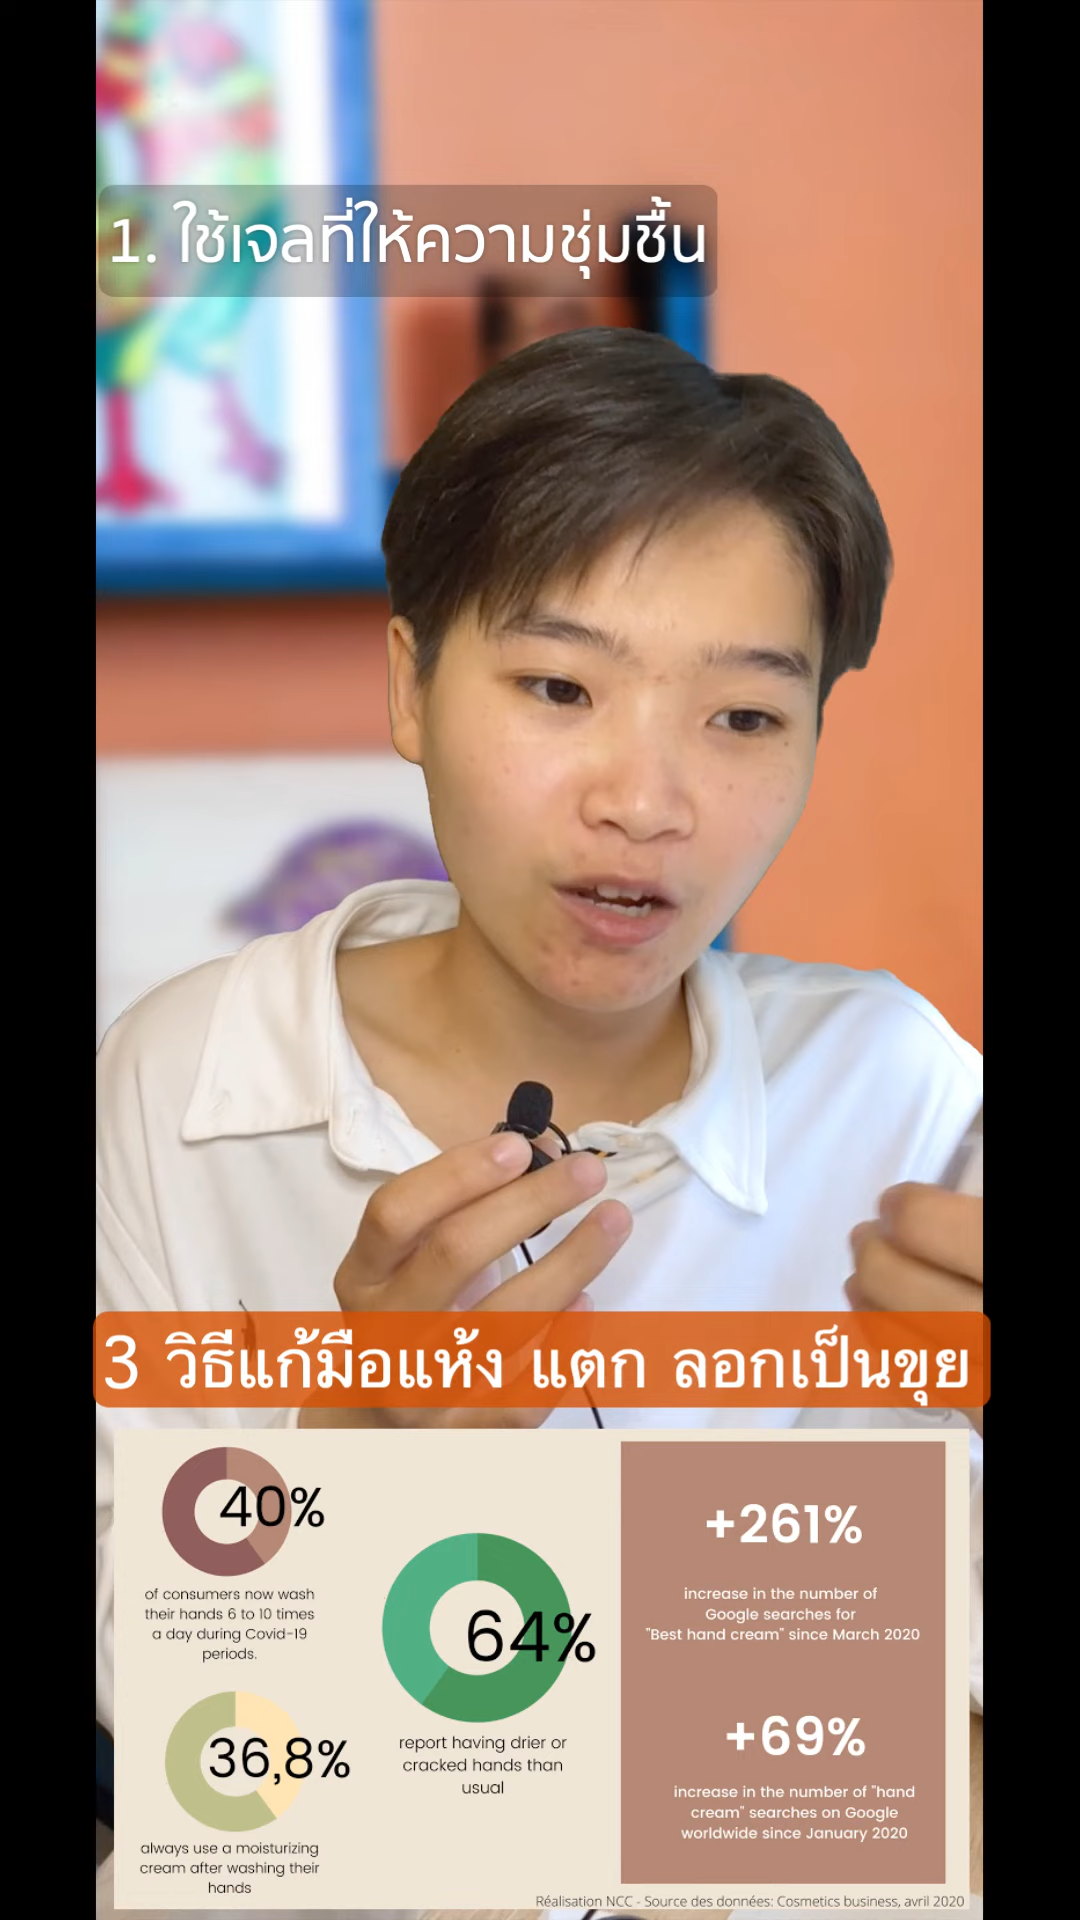 1. ใช้เจลที่ให้ความชุ่มชื้น
3 วิธีแก้มือแห้ง แตก ลอกเป็นขุย
40%
of consumers now wash
their hands 6 to 10 times
a day during Covid-19
periods.
36,8%
always use a moisturizing
cream after washing their
hands
64%
report having drier or
cracked hands than
usual
+261%
increase in the number of
Google searches for
"Best hand cream" since March 2020
+69%
increase in the number of "hand
cream" searches on Google
worldwide since January 2020
Réalisation NCC - Source des données: Cosmetics business, avril 2020